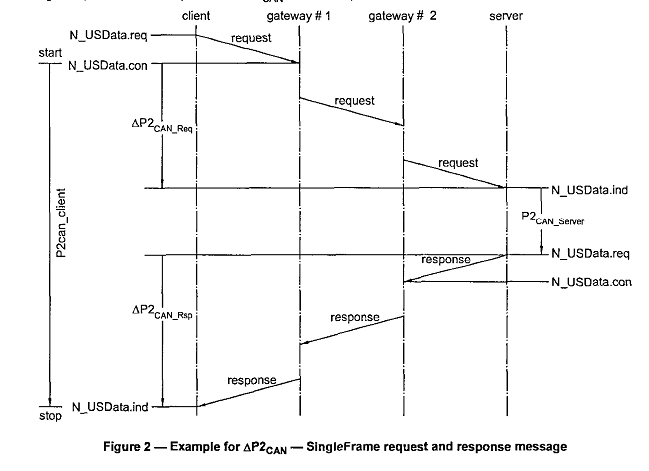 client gateway # 1 gateway # 2 server
N_USData.req
request
start
N_USData.con
request
ΔP2CAN_Req
request
N_USData.ind
P2can_client
P2CAN_Server
N_USData.req
response
N_USData.con
ΔP2CAN_Rsp
response
response
N_USData.ind
stop
Figure 2 — Example for ΔP2CAN — SingleFrame request and response message